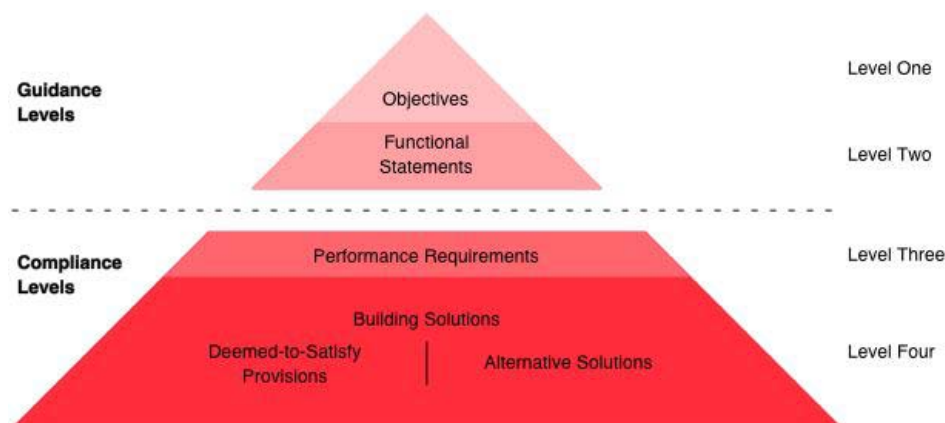 Level One
Guidance
Levels
Objectives
Functional
Statements
Level Two
Performance Requirements
Level Three
Compliance
Levels
Building Solutions
Deemed-to-Satisfy
Provisions
Alternative Solutions
Level Four